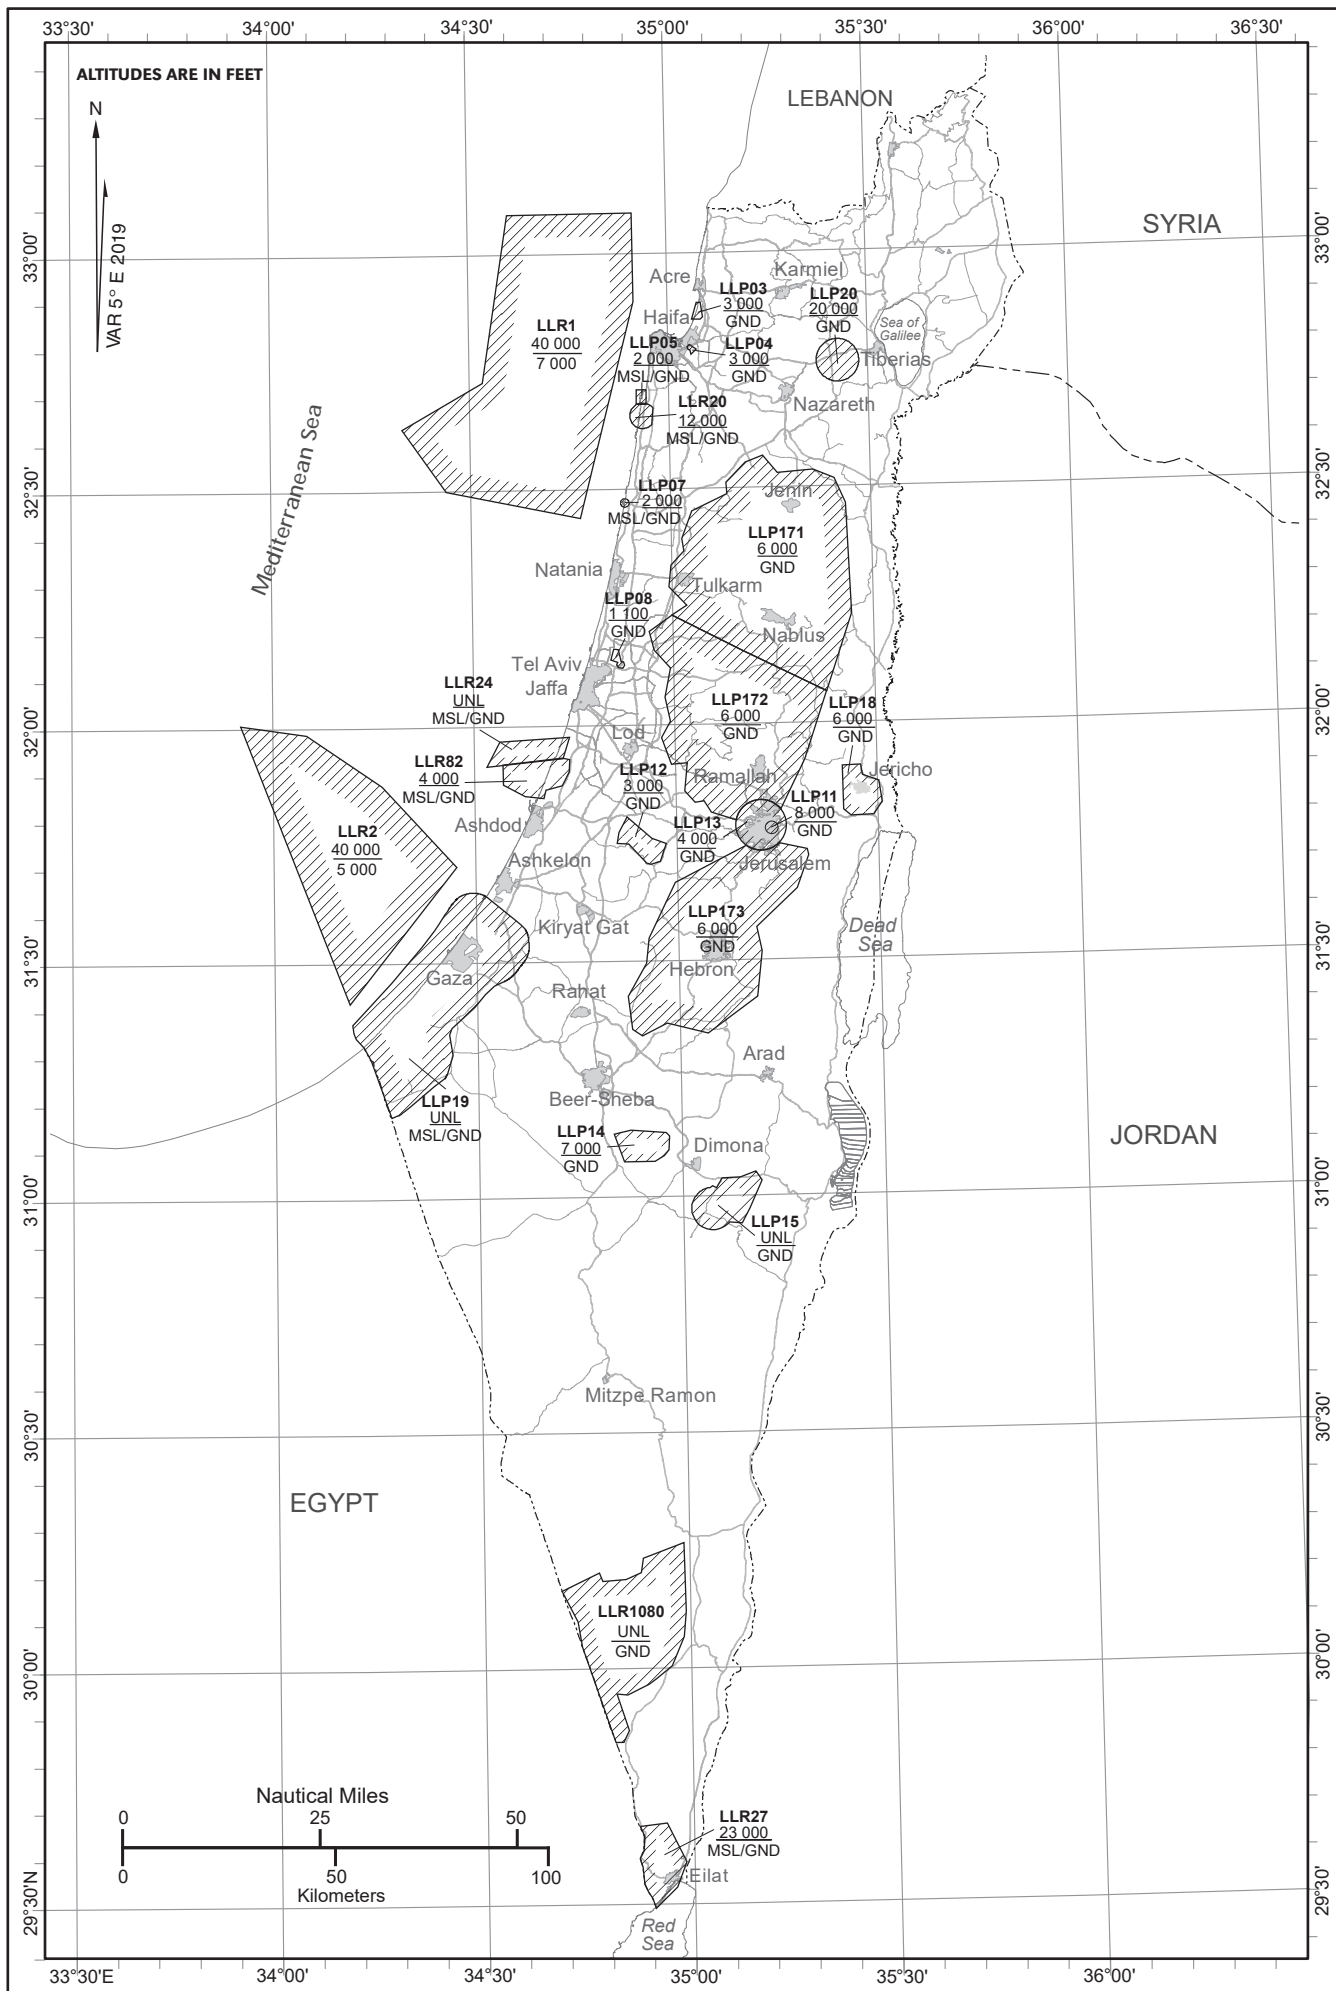 33°30'
34°00'
34°30'
35°00'
35°30'
36°00'
36°30'
ALTITUDES ARE IN FEET
N
VAR 5° E 2019
LEBANON
SYRIA
33°00'
33°00'
Acre
Karmiel
LLP03
3 000
GND
LLP20
20 000
GND
Haifa
Sea of
Galilee
LLR1
40 000
7 000
LLP05
2 000
MSL/GND
LLP04
3 000
GND
Tiberias
LLR20
12 000
MSL/GND
Nazareth
Mediterranean Sea
32°30'
32°30'
LLP07
2 000
MSL/GND
Jenin
LLP171
6 000
GND
Natania
Tulkarm
LLP08
1 100
GND
Nablus
Tel Aviv
Jaffa
LLR24
UNL
MSL/GND
LLP172
6 000
GND
LLP18
6 000
GND
32°00'
32°00'
Lod
LLR82
4 000
MSL/GND
LLP12
3 000
GND
Ramallah
Jericho
LLP11
8 000
GND
LLP13
4 000
GND
Ashdod
LLR2
40 000
5 000
Ashkelon
Jerusalem
LLP173
6 000
GND
Kiryat Gat
Dead
Sea
31°30'
31°30'
Gaza
Hebron
Rahat
Arad
LLP19
UNL
MSL/GND
Beer-Sheba
LLP14
7 000
GND
Dimona
JORDAN
31°00'
31°00'
LLP15
UNL
GND
Mitzpe Ramon
30°30'
30°30'
EGYPT
LLR1080
UNL
GND
30°00'
30°00'
Nautical Miles
0
25
50
0
50
100
Kilometers
LLR27
23 000
MSL/GND
Eilat
29°30'N
29°30'
Red
Sea
33°30'E
34°00'
34°30'
35°00'
35°30'
36°00'